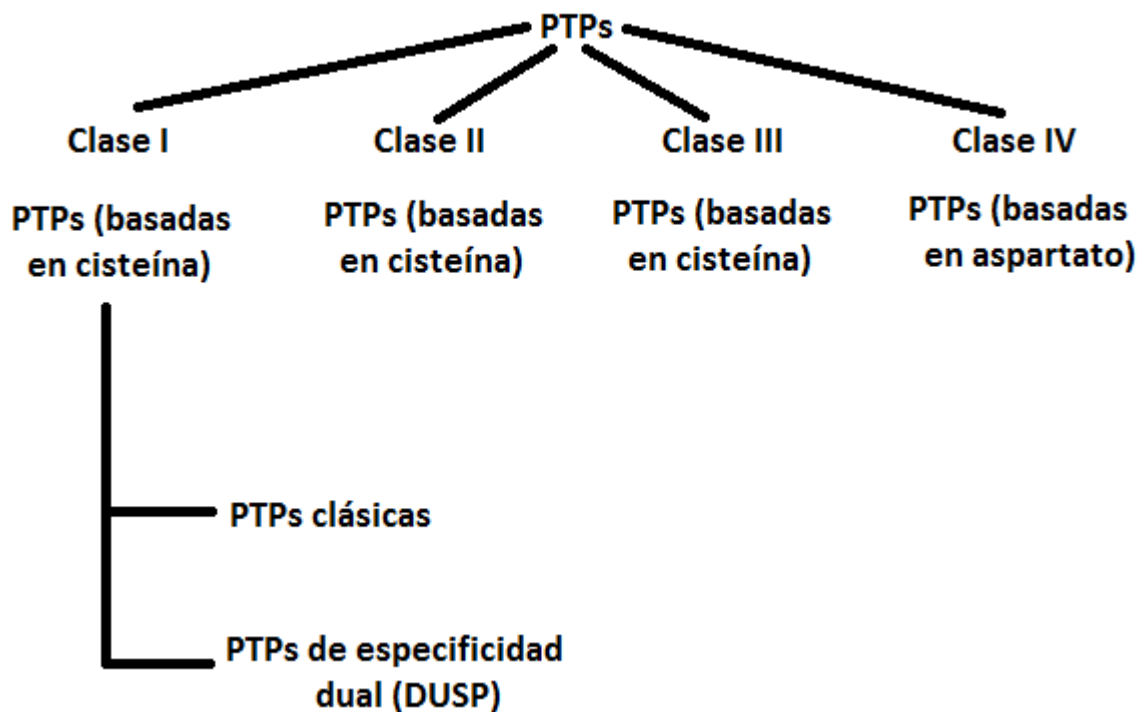 PTPs
Clase I
Clase II
Clase III
Clase IV
PTPs (basadas
en cisteína)
PTPs (basadas
en cisteína)
PTPs (basadas
en cisteína)
PTPs (basadas
en aspartato)
PTPs clásicas
PTPs de especificidad
dual (DUSP)